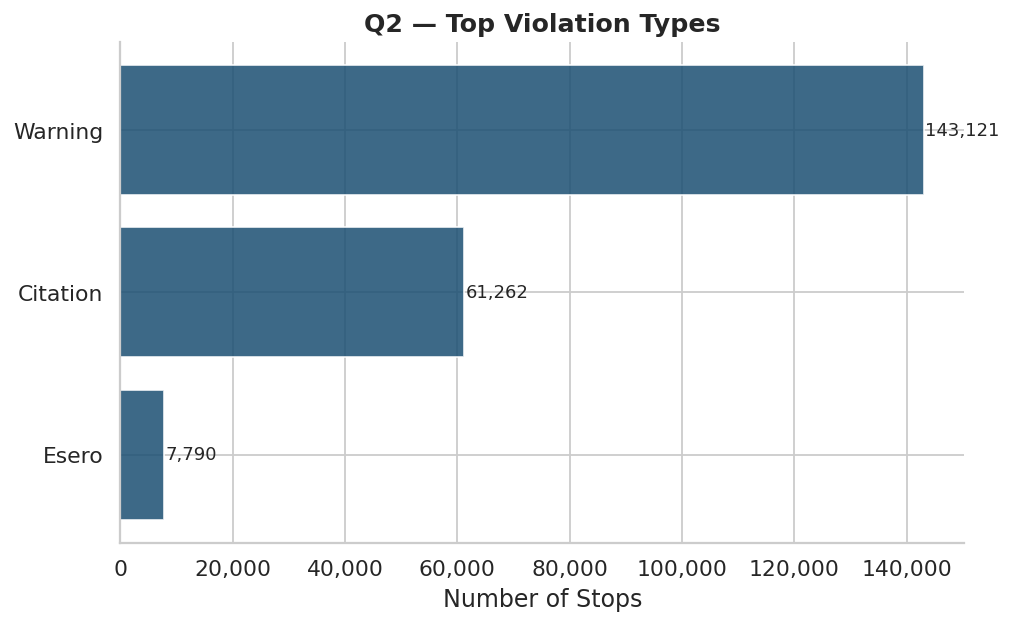 Q2 — Top Violation Types
Warning
143,121
Citation
61,262
Esero
7,790
0 20,000 40,000 60,000 80,000 100,000 120,000 140,000
Number of Stops